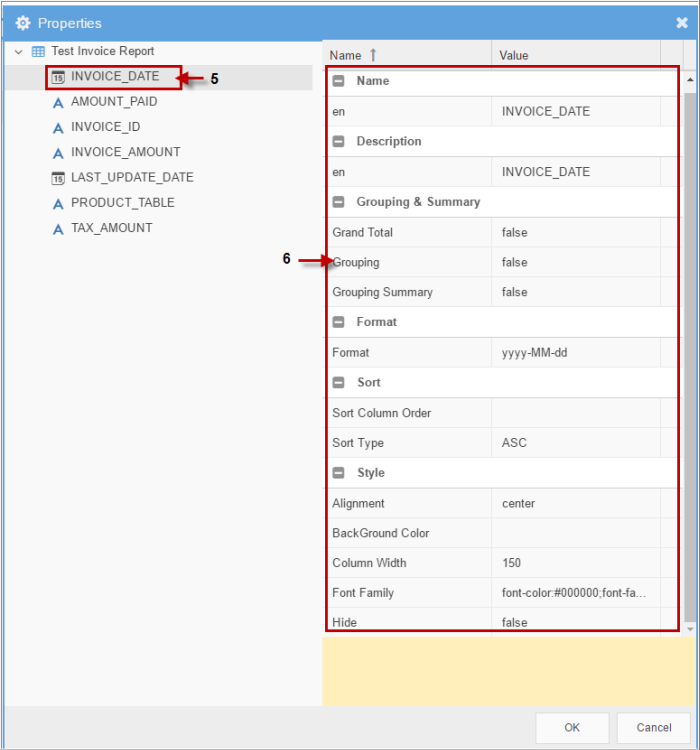 Properties
Test Invoice Report
INVOICE_DATE
5
AMOUNT_PAID
INVOICE_ID
INVOICE_AMOUNT
LAST_UPDATE_DATE
PRODUCT_TABLE
TAX_AMOUNT
6
Name Value
Name
en INVOICE_DATE
Description
en INVOICE_DATE
Grouping & Summary
Grand Total false
Grouping false
Grouping Summary false
Format
Format yyyy-MM-dd
Sort
Sort Column Order
Sort Type ASC
Style
Alignment center
BackGround Color
Column Width 150
Font Family font-color:#000000;font-fa...
Hide false
OK Cancel